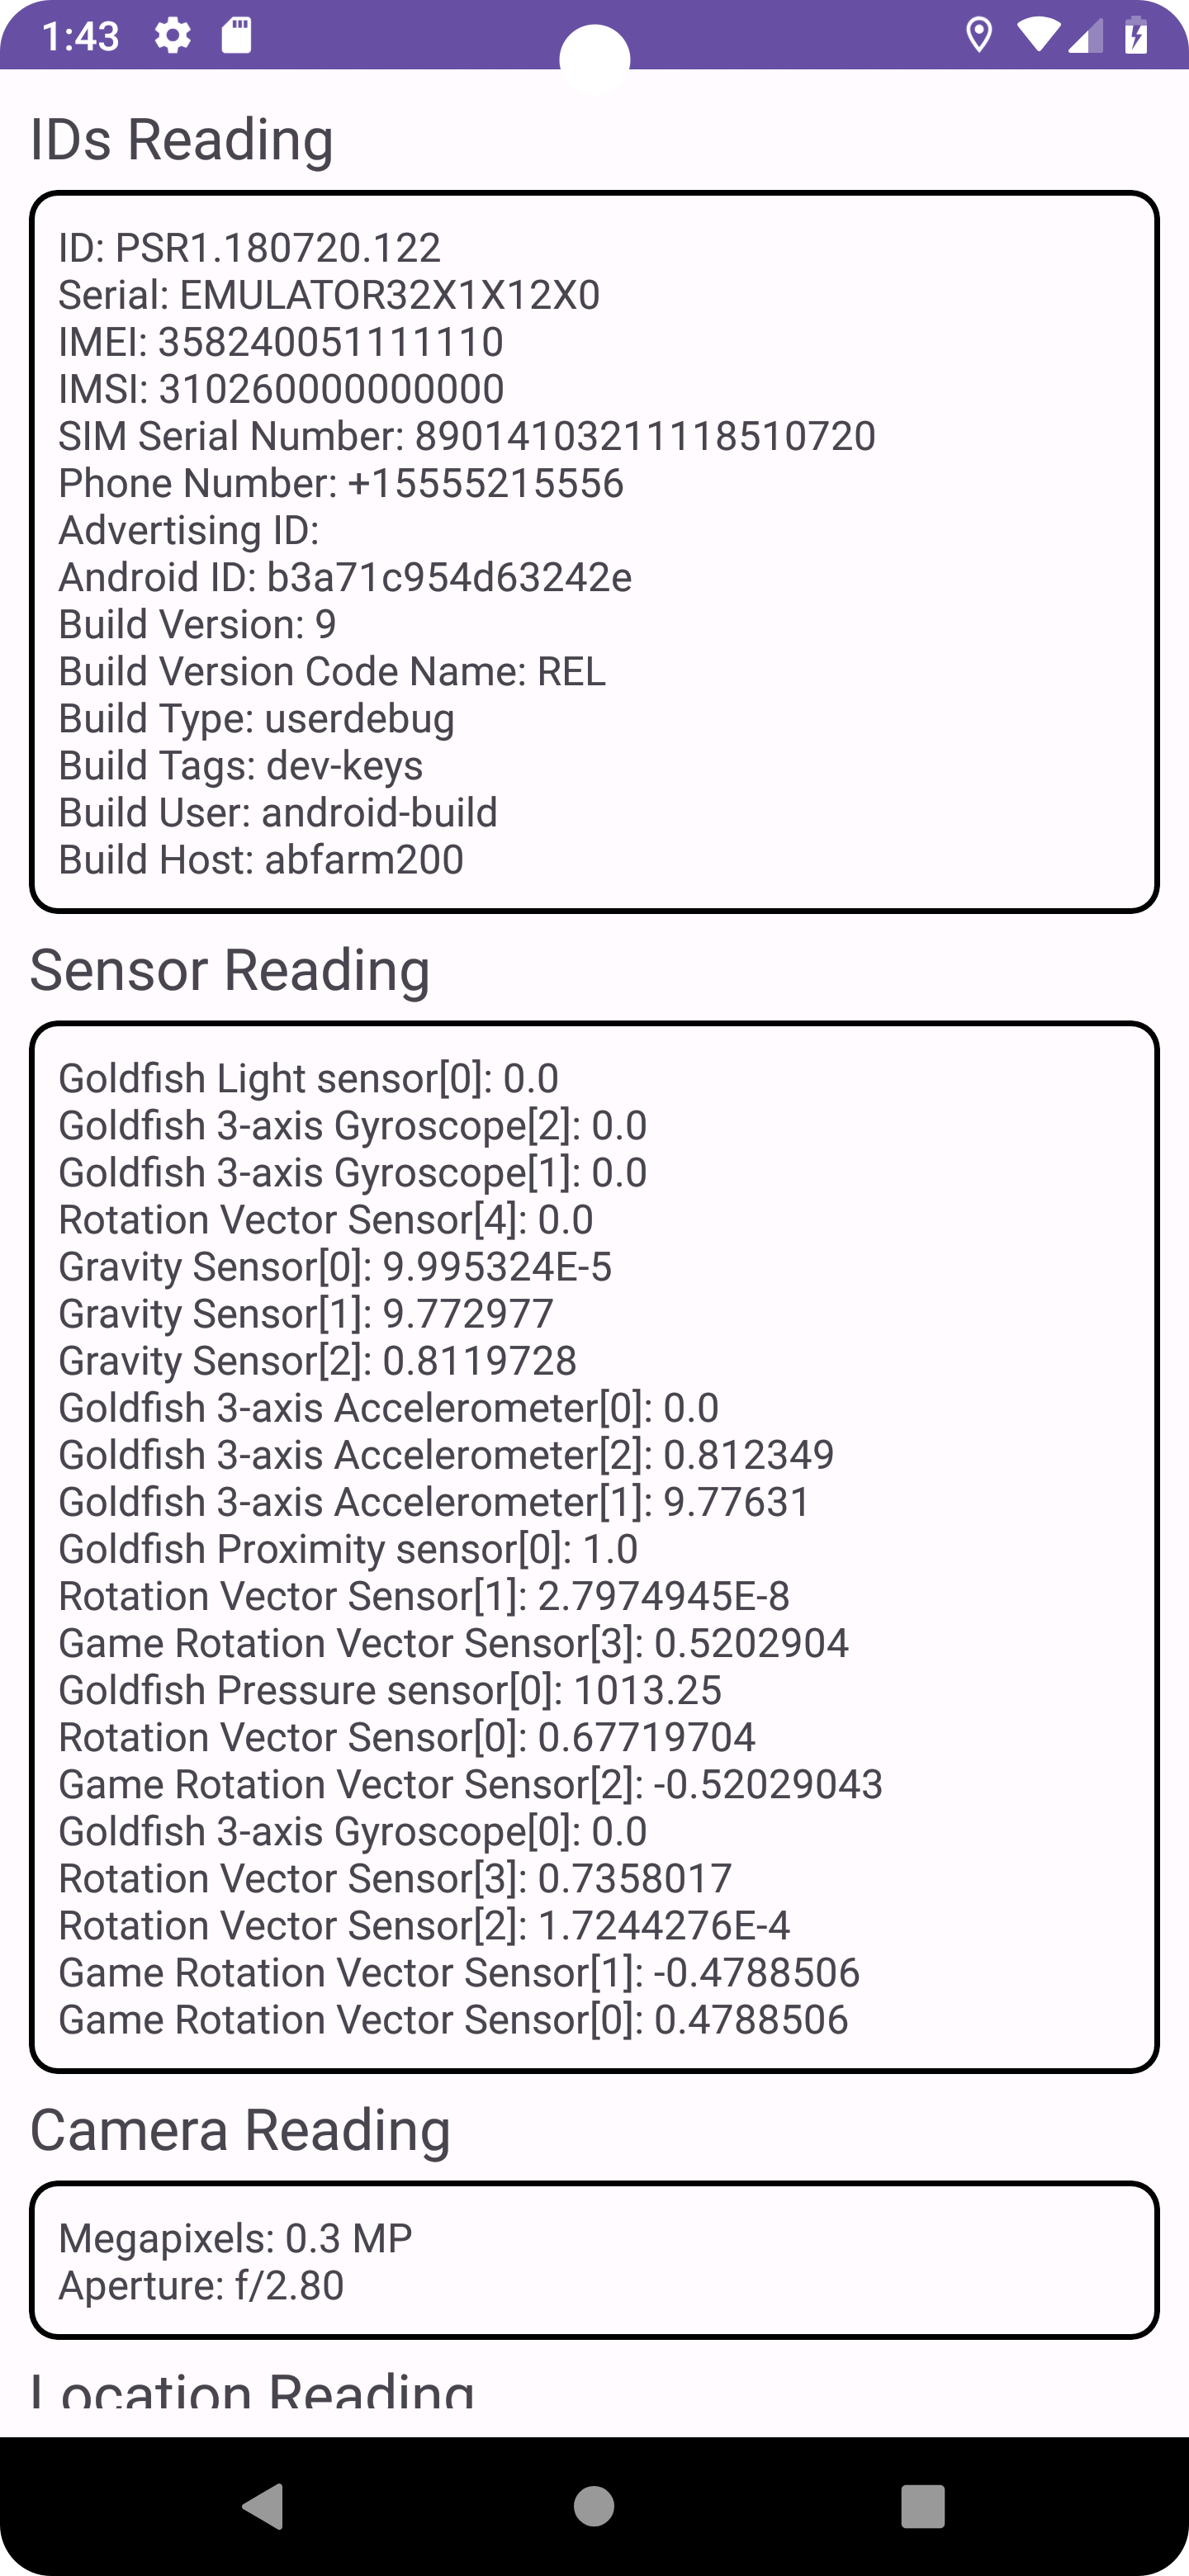 1:43
IDs Reading
ID: PSR1.180720.122
Serial: EMULATOR32X1X12X0
IMEI: 358240051111110
IMSI: 310260000000000
SIM Serial Number: 89014103211118510720
Phone Number: +15555215556
Advertising ID:
Android ID: b3a71c954d63242e
Build Version: 9
Build Version Code Name: REL
Build Type: userdebug
Build Tags: dev-keys
Build User: android-build
Build Host: abfarm200
Sensor Reading
Goldfish Light sensor[0]: 0.0
Goldfish 3-axis Gyroscope[2]: 0.0
Goldfish 3-axis Gyroscope[1]: 0.0
Rotation Vector Sensor[4]: 0.0
Gravity Sensor[0]: 9.995324E-5
Gravity Sensor[1]: 9.772977
Gravity Sensor[2]: 0.8119728
Goldfish 3-axis Accelerometer[0]: 0.0
Goldfish 3-axis Accelerometer[2]: 0.812349
Goldfish 3-axis Accelerometer[1]: 9.77631
Goldfish Proximity sensor[0]: 1.0
Rotation Vector Sensor[1]: 2.7974945E-8
Game Rotation Vector Sensor[3]: 0.5202904
Goldfish Pressure sensor[0]: 1013.25
Rotation Vector Sensor[0]: 0.67719704
Game Rotation Vector Sensor[2]: -0.52029043
Goldfish 3-axis Gyroscope[0]: 0.0
Rotation Vector Sensor[3]: 0.7358017
Rotation Vector Sensor[2]: 1.7244276E-4
Game Rotation Vector Sensor[1]: -0.4788506
Game Rotation Vector Sensor[0]: 0.4788506
Camera Reading
Megapixels: 0.3 MP
Aperture: f/2.80
Location Reading